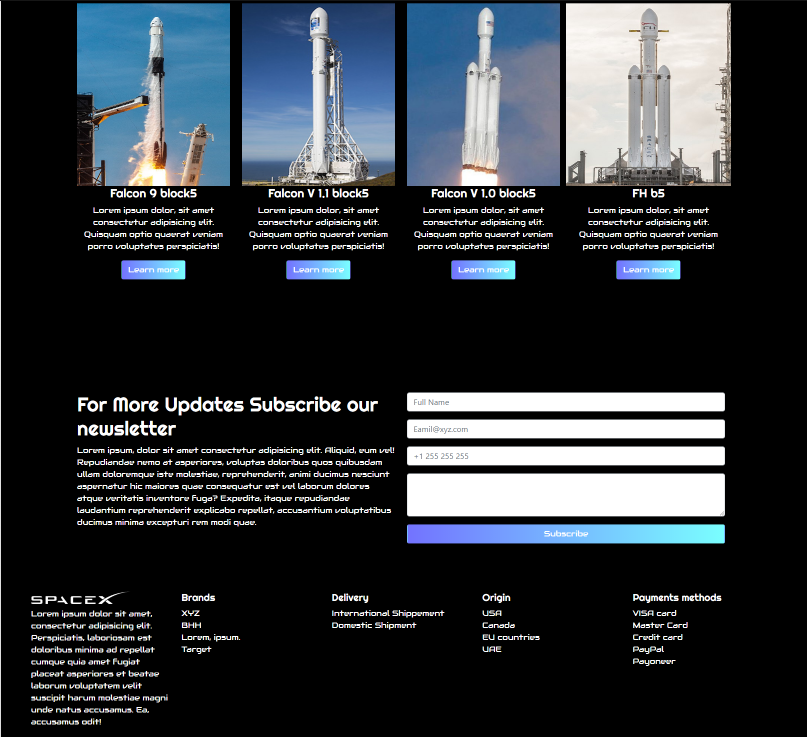 Falcon 9 block5
Lorem ipsum dolor, sit amet
consectetur adipisicing elit.
Quisquam optio quaerat veniam
porro voluptates perspiciatis!
Learn more
Falcon V 1.1 block5
Lorem ipsum dolor, sit amet
consectetur adipisicing elit.
Quisquam optio quaerat veniam
porro voluptates perspiciatis!
Learn more
Falcon V 1.0 block5
Lorem ipsum dolor, sit amet
consectetur adipisicing elit.
Quisquam optio quaerat veniam
porro voluptates perspiciatis!
Learn more
FH b5
Lorem ipsum dolor, sit amet
consectetur adipisicing elit.
Quisquam optio quaerat veniam
porro voluptates perspiciatis!
Learn more
For More Updates Subscribe our
newsletter
Lorem ipsum, dolor sit amet consectetur adipisicing elit. Aliquid, eum vel!
Repudiandae nemo at asperiores, voluptas doloribus quos quibusdam
ullam doloremque iste molestiae, reprehenderit, animi ducimus nesciunt
aspernatur hic maiores quae consequatur est vel laborum dolores
atque veritatis inventore fuga? Expedita, itaque repudiandae
laudantium reprehenderit explicabo repellat, accusantium voluptatibus
ducimus minima excepturi rem modi quae.
Full Name
Eamil@xyz.com
+1 255 255 255
Subscribe
SPACEX
Lorem ipsum dolor sit amet,
consectetur adipisicing elit.
Perspiciatis, laboriosam est
doloribus minima ad repellat
cumque quia amet fugiat
placeat asperiores et beatae
laborum voluptatem velit
suscipit harum molestiae magni
unde natus accusamus. Ea,
accusamus odit!
Brands
XYZ
BHH
Lorem, ipsum.
Target
Delivery
International Shippement
Domestic Shipment
Origin
USA
Canada
EU countries
UAE
Payments methods
VISA card
Master Card
Credit card
PayPal
Payoneer